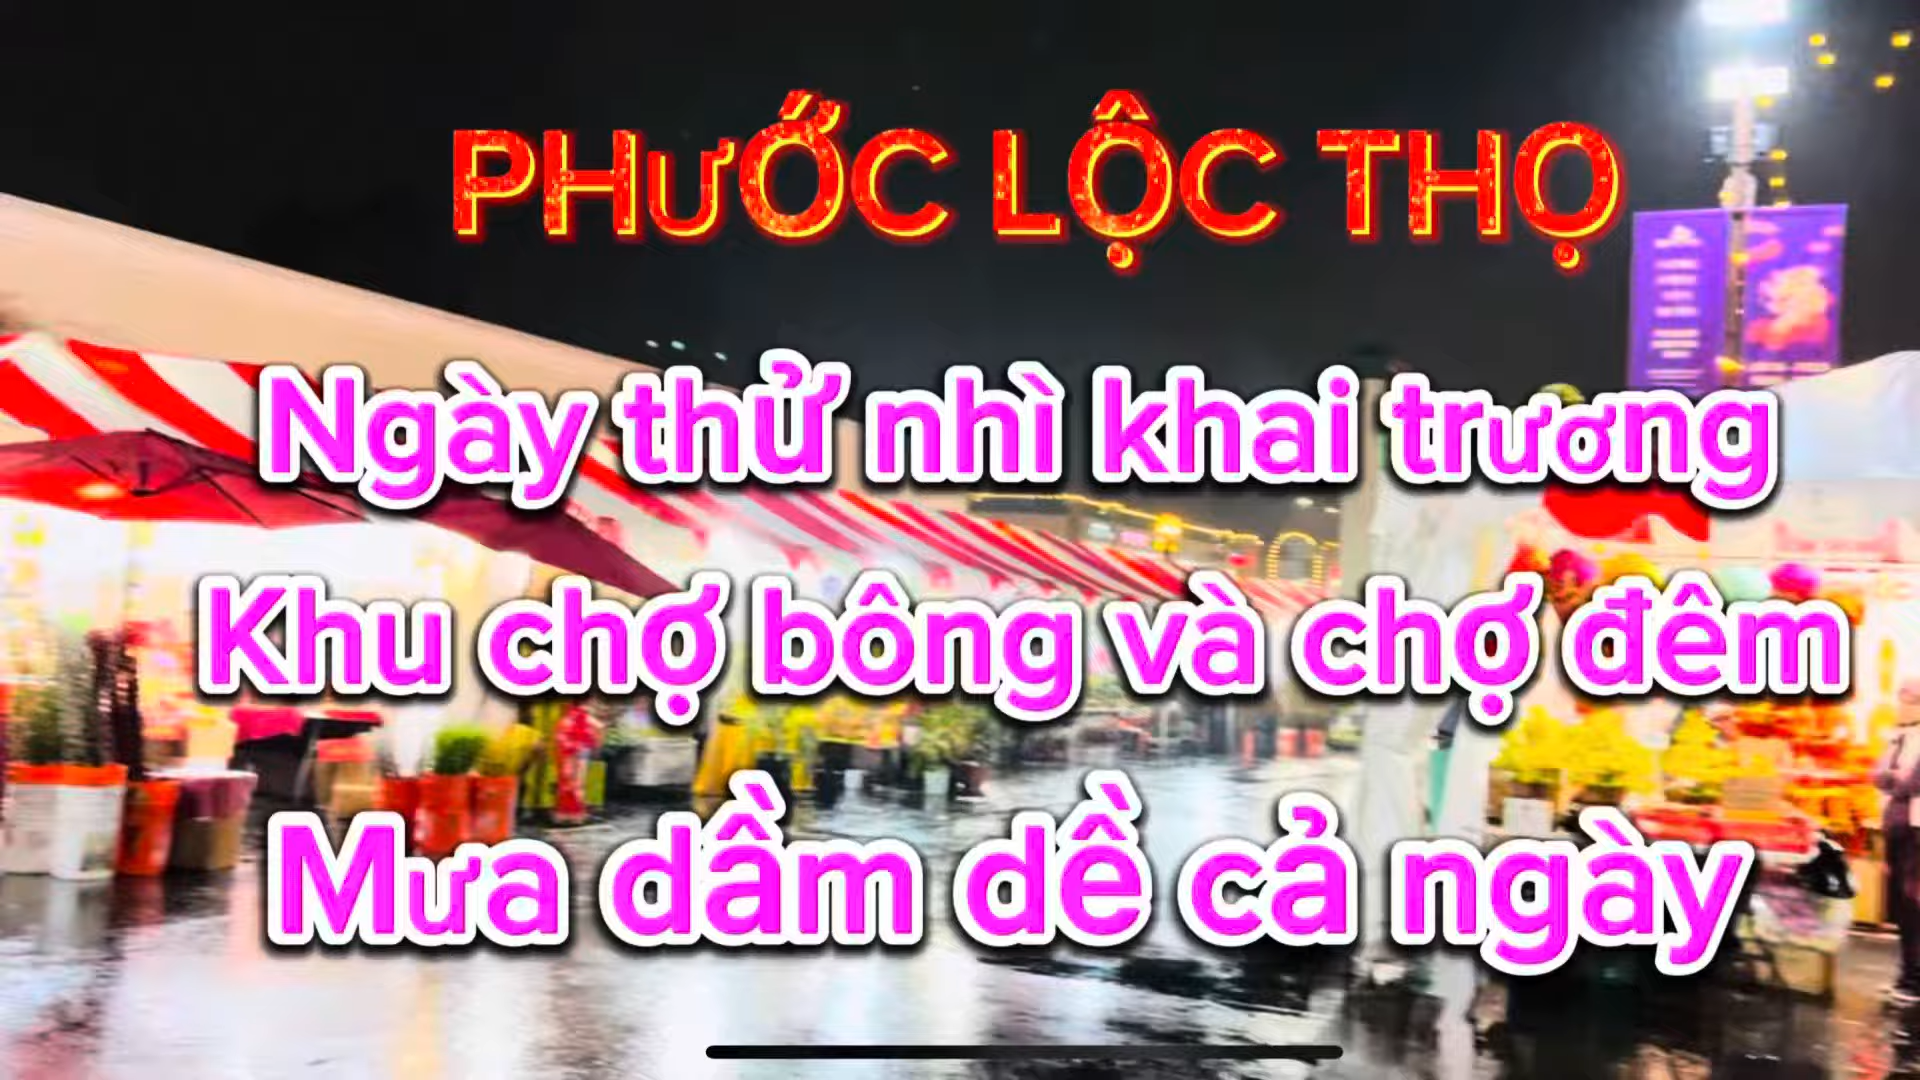 PHƯỚC LỘC THỌ
Ngày thử nhì khai trương
Khu chợ bông và chợ đêm
Mưa dầm dề cả ngày